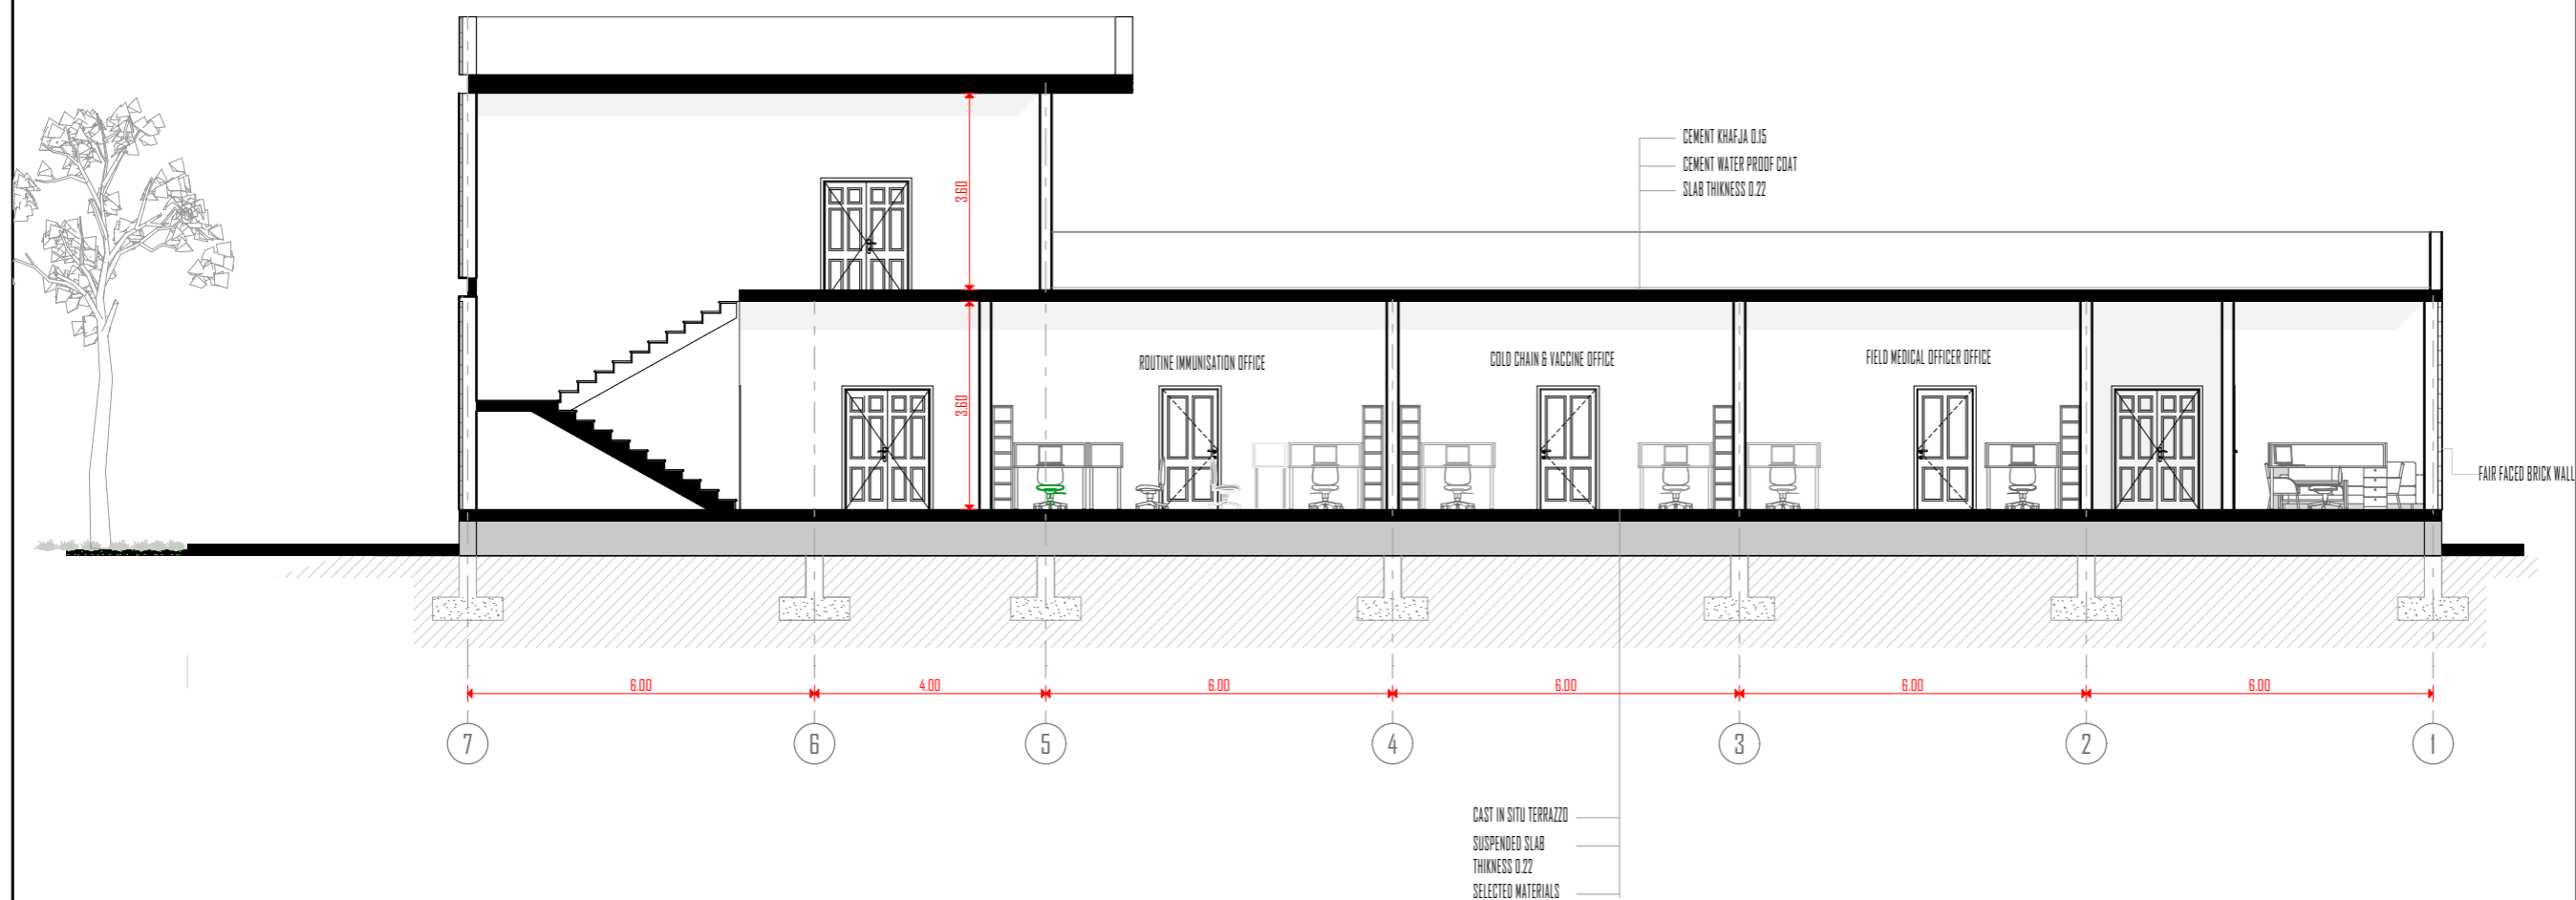 CEMENT KHAFJA 0.15
CEMENT WATER PROOF COAT
SLAB THIKNESS 0.22
3.60
ROUTINE IMMUNISATION OFFICE
COLD CHAIN & VACCINE OFFICE
FIELD MEDICAL OFFICER OFFICE
3.60
FAIR FACED BRICK WALL
6.00
4.00
6.00
6.00
6.00
6.00
7
6
5
4
3
2
1
CAST IN SITU TERRAZZO
SUSPENDED SLAB
THIKNESS 0.22
SELECTED MATERIALS